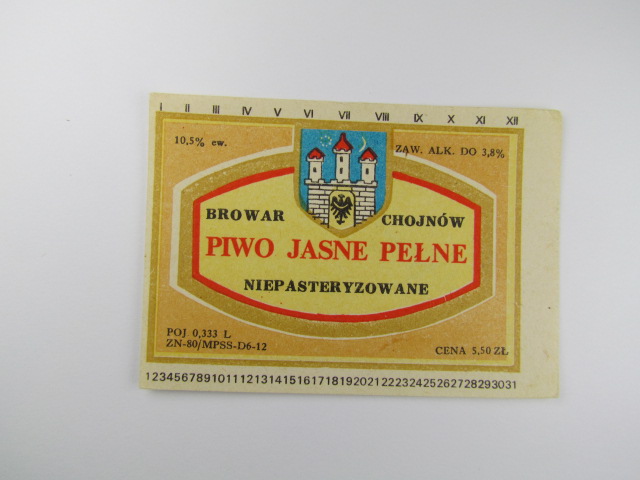 I II III IV V VI VII VIII IX X XI XII
10,5% ew.
ZAW. ALK. DO 3,8%
BROWAR CHOJNÓW
PIWO JASNE PEŁNE
NIEPASTERYZOWANE
POJ 0,333 L
ZN-80/MPSS-D6-12
CENA 5,50 ZŁ
12345678910111213141516171819202122232425262728293031